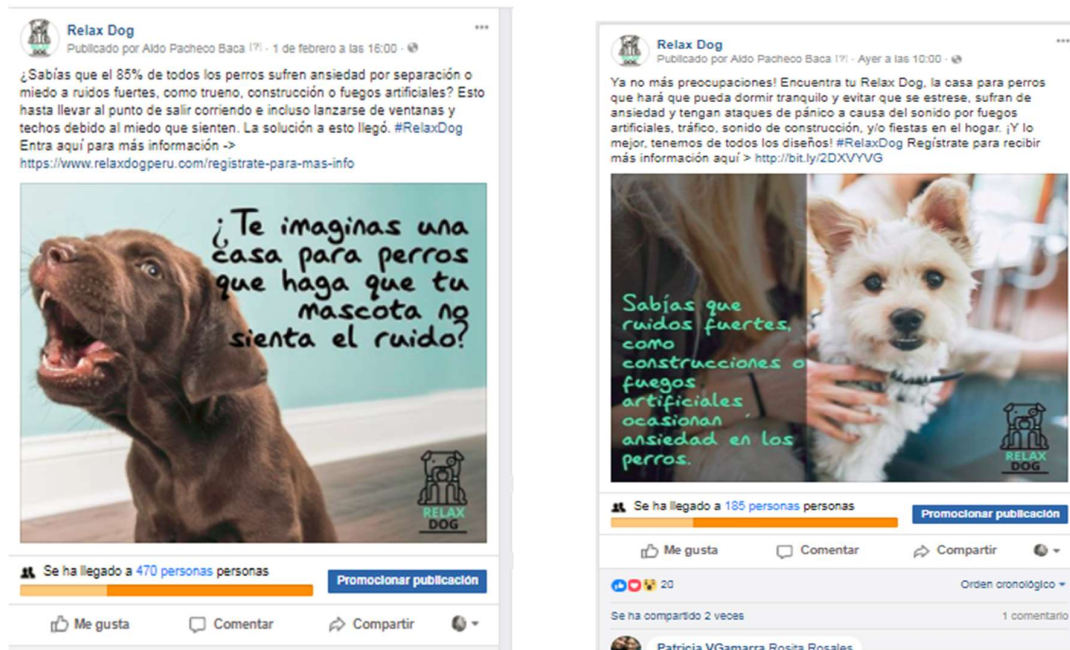 Relax Dog
Publicado por Aldo Pacheco Baca [?] · 1 de febrero a las 16:00 ·
¿Sabías que el 85% de todos los perros sufren ansiedad por separación o
miedo a ruidos fuertes, como trueno, construcción o fuegos artificiales? Esto
hasta llevar al punto de salir corriendo e incluso lanzarse de ventanas y
techos debido al miedo que sienten. La solución a esto llegó. #RelaxDog
Entra aquí para más información ->
https://www.relaxdogperu.com/registrate-para-mas-info
¿Te imaginas una
casa para perros
que haga que tu
mascota no
sienta el ruido?
RELAX
DOG
Se ha llegado a 470 personas personas
Promocionar publicación
Me gusta
Comentar
Compartir
Relax Dog
Publicado por Aldo Pacheco Baca [?] · Ayer a las 10:00 ·
Ya no más preocupaciones! Encuentra tu Relax Dog, la casa para perros
que hará que pueda dormir tranquilo y evitar que se estrese, sufran de
ansiedad y tengan ataques de pánico a causa del sonido por fuegos
artificiales, tráfico, sonido de construcción, y/o fiestas en el hogar. ¡Y lo
mejor, tenemos de todos los diseños! #RelaxDog Regístrate para recibir
más información aquí > http://bit.ly/2DXVYVG
Sabías que
ruidos fuertes,
como
construcciones o
fuegos
artificiales
ocasionan
ansiedad en los
perros.
RELAX
DOG
Se ha llegado a 185 personas personas
Promocionar publicación
Me gusta
Comentar
Compartir
20
Orden cronológico
Se ha compartido 2 veces
1 comentario
Patricia VGamarra Rosita Rosales